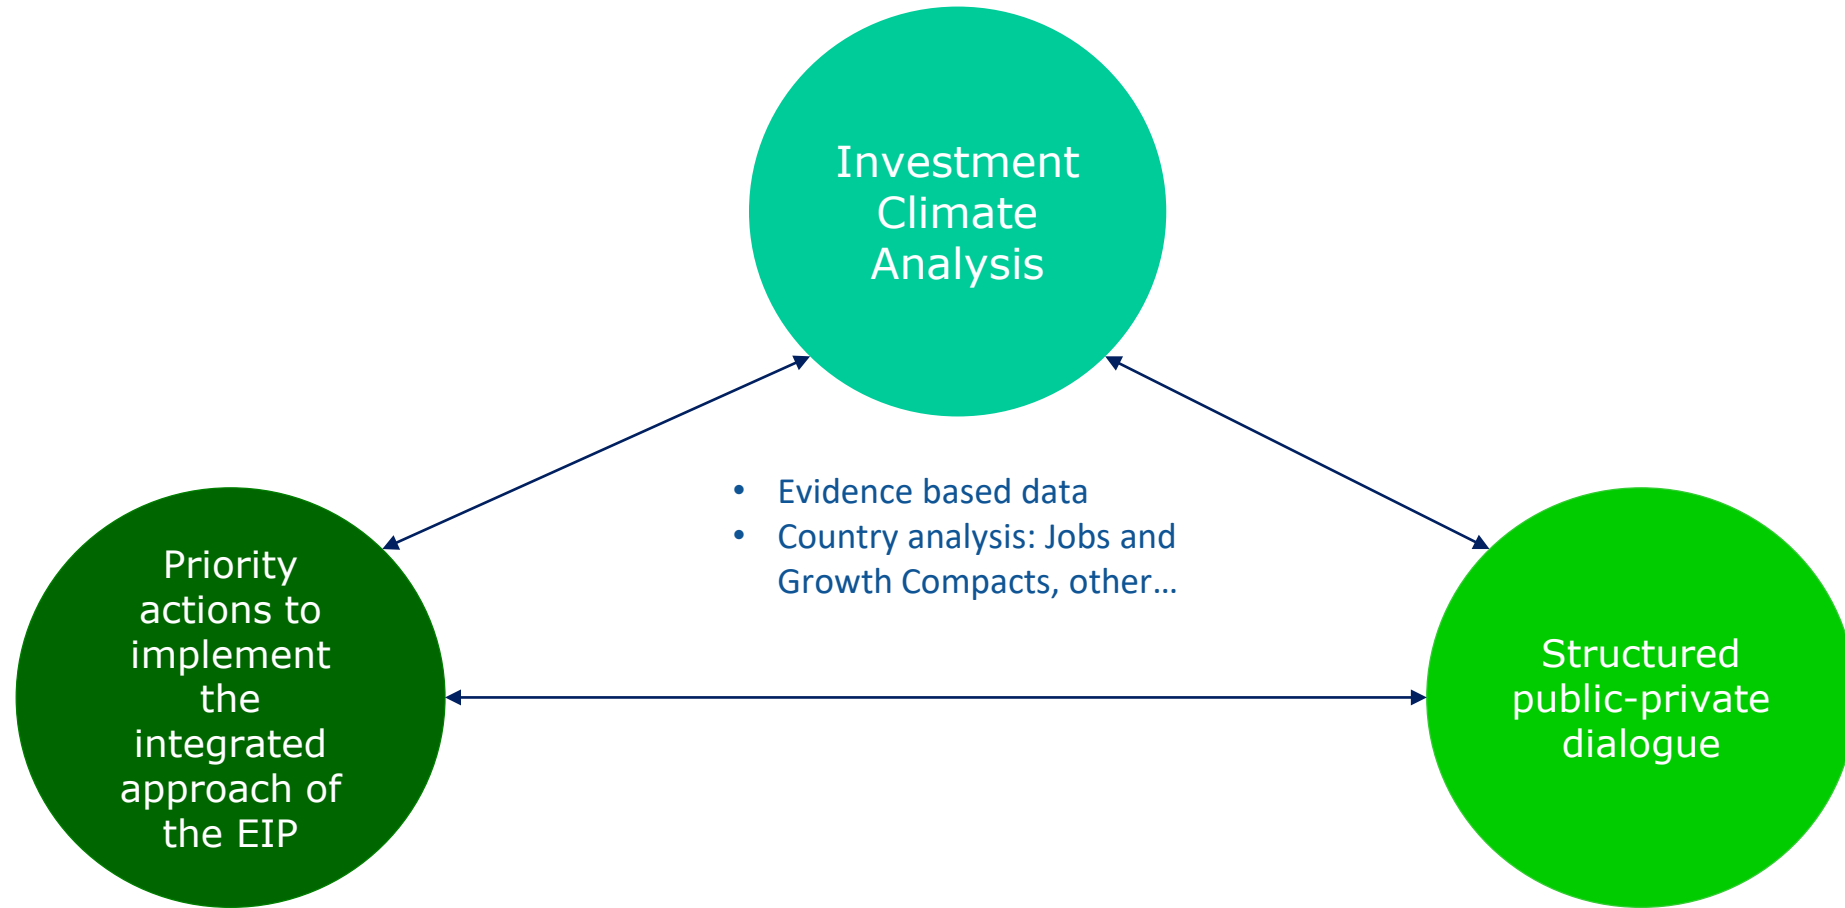 Investment
Climate
Analysis
• Evidence based data
• Country analysis: Jobs and
Growth Compacts, other…
Priority
actions to
implement
the
integrated
approach of
the EIP
Structured
public-private
dialogue